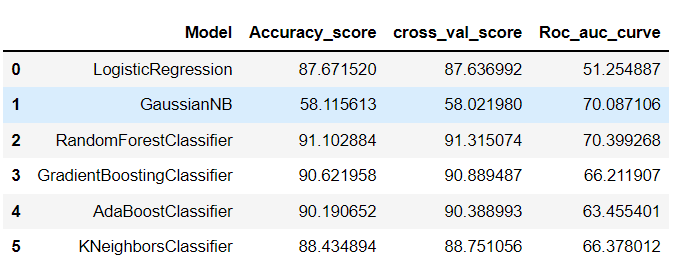 Model Accuracy_score cross_val_score Roc_auc_curve
0 LogisticRegression 87.671520 87.636992 51.254887
1 GaussianNB 58.115613 58.021980 70.087106
2 RandomForestClassifier 91.102884 91.315074 70.399268
3 GradientBoostingClassifier 90.621958 90.889487 66.211907
4 AdaBoostClassifier 90.190652 90.388993 63.455401
5 KNeighborsClassifier 88.434894 88.751056 66.378012